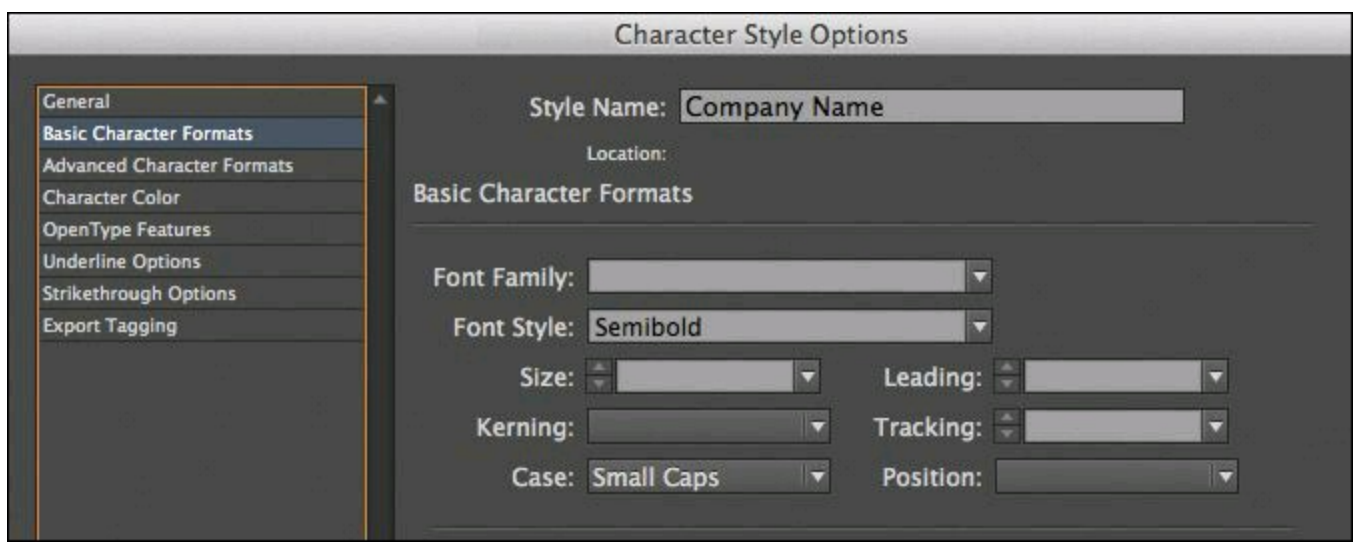 Character Style Options
General
Basic Character Formats
Advanced Character Formats
Character Color
OpenType Features
Underline Options
Strikethrough Options
Export Tagging
Style Name: Company Name
Location:
Basic Character Formats
Font Family:
Font Style: Semibold
Size: Leading:
Kerning: Tracking:
Case: Small Caps Position: